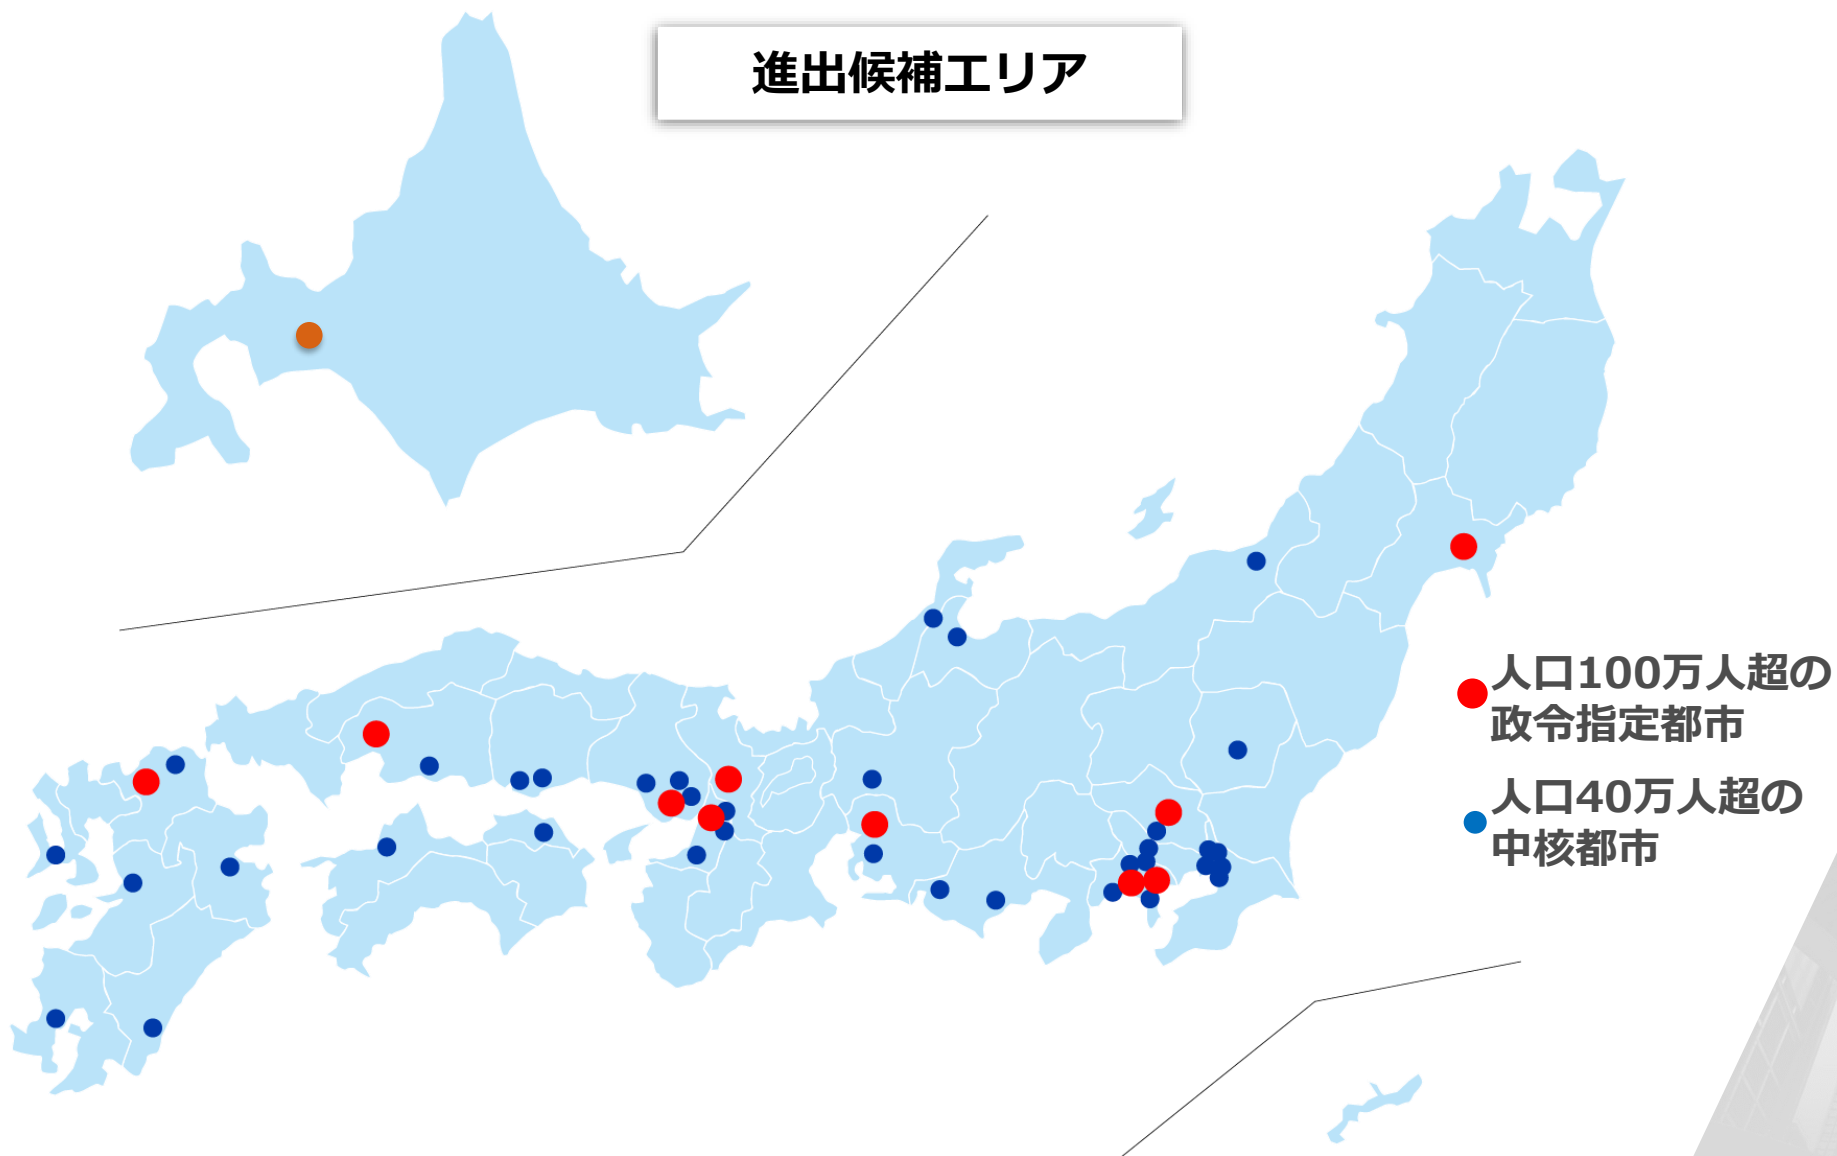 進出候補エリア
人口100万人超の
政令指定都市
人口40万人超の
中核都市